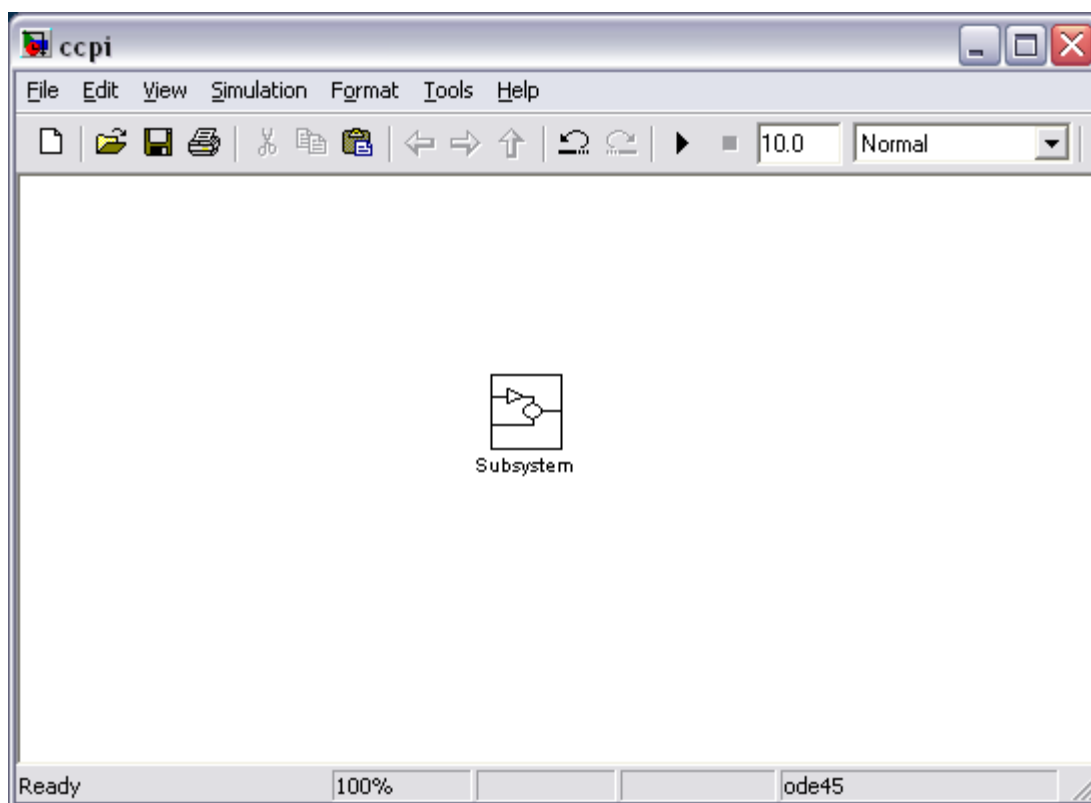 ccpi
File Edit View Simulation Format Tools Help
10.0 Normal
Subsystem
Ready 100% ode45